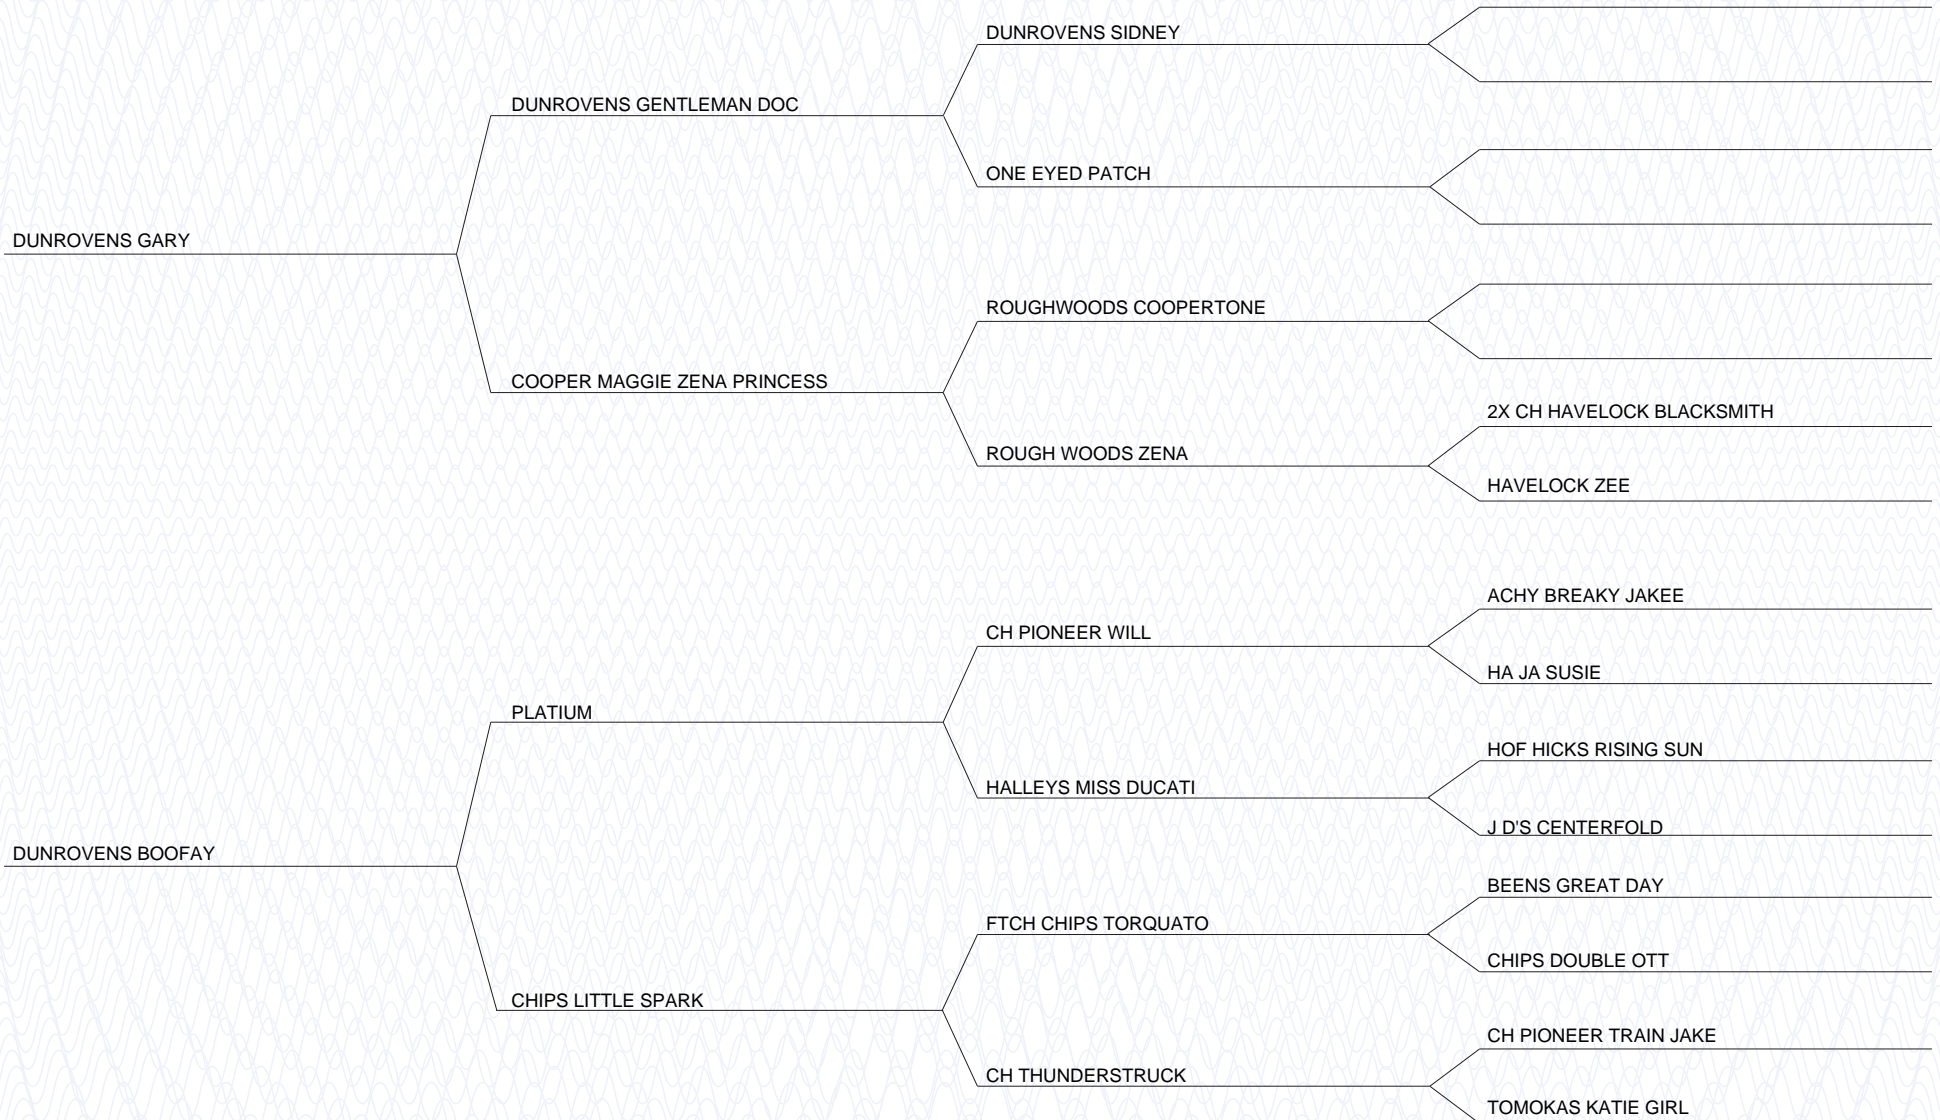 DUNROVENS SIDNEY
DUNROVENS GENTLEMAN DOC
ONE EYED PATCH
DUNROVENS GARY
ROUGHWOODS COOPERTONE
COOPER MAGGIE ZENA PRINCESS
2X CH HAVELOCK BLACKSMITH
ROUGH WOODS ZENA
HAVELOCK ZEE
ACHY BREAKY JAKEE
CH PIONEER WILL
HA JA SUSIE
PLATIUM
HOF HICKS RISING SUN
HALLEYS MISS DUCATI
J D'S CENTERFOLD
DUNROVENS BOOFAY
BEENS GREAT DAY
FTCH CHIPS TORQUATO
CHIPS DOUBLE OTT
CHIPS LITTLE SPARK
CH PIONEER TRAIN JAKE
CH THUNDERSTRUCK
TOMOKAS KATIE GIRL